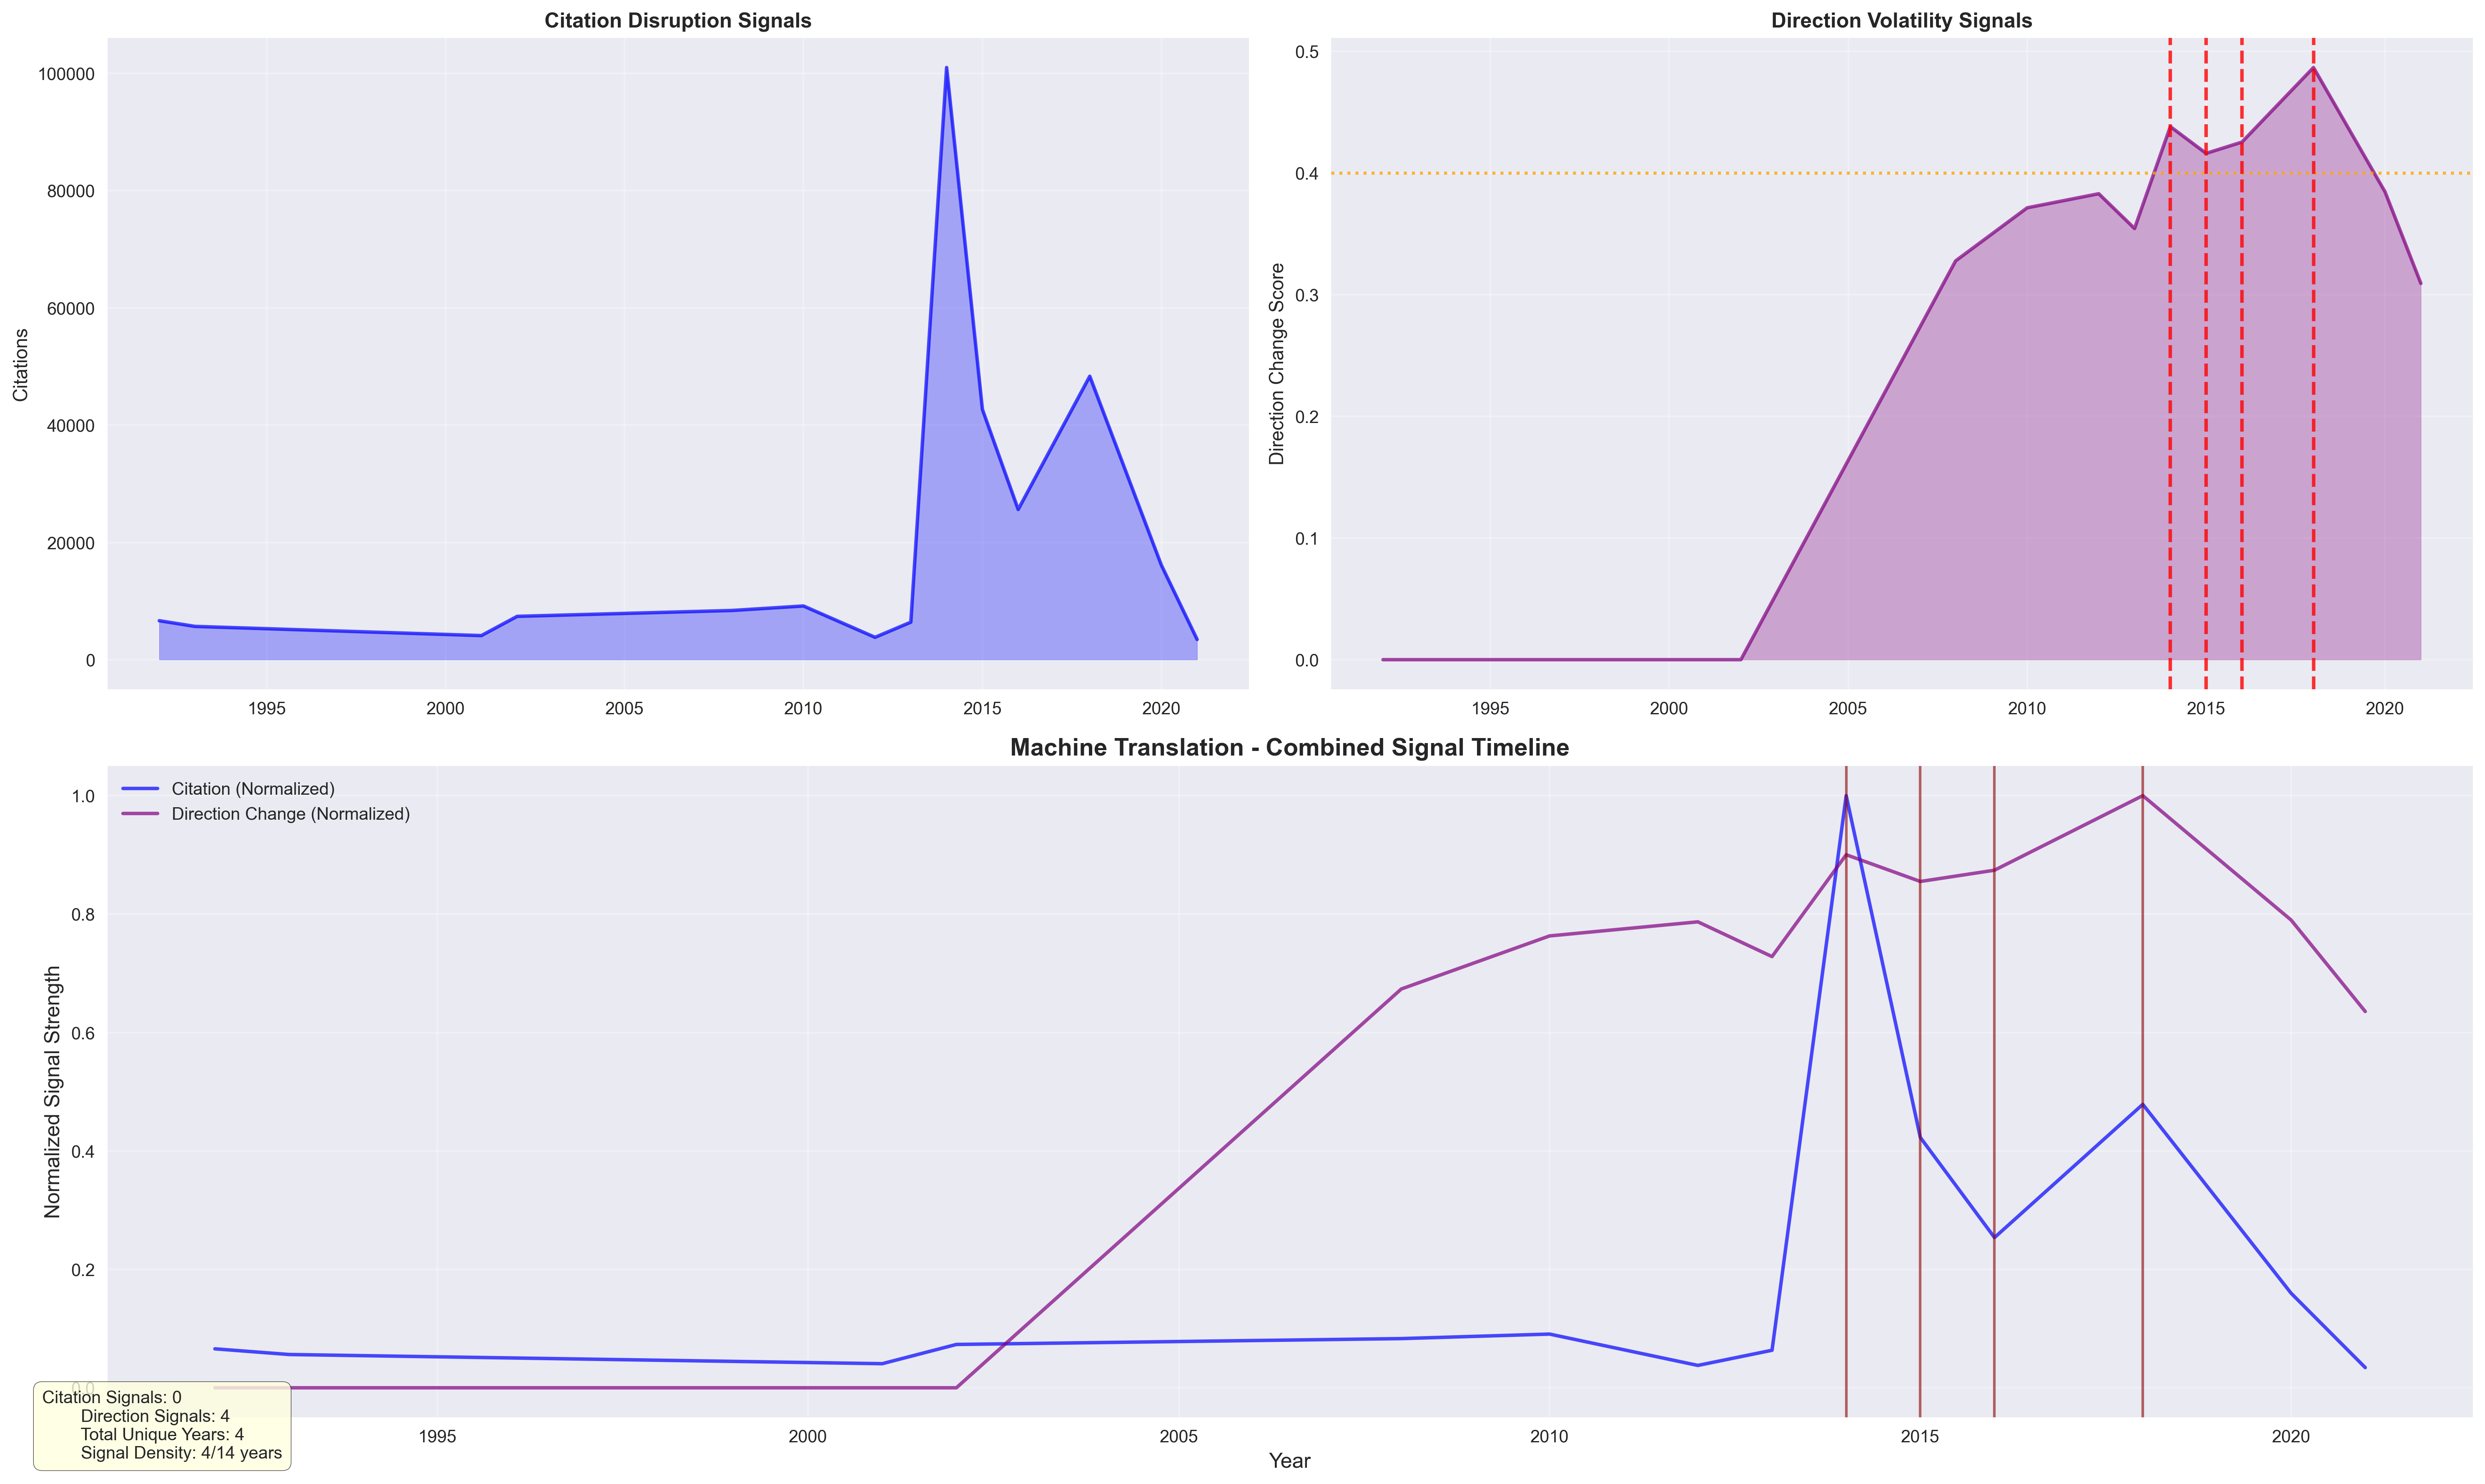 Citation Disruption Signals
Citations
100000
80000
60000
40000
20000
0
1995 2000 2005 2010 2015 2020
Direction Volatility Signals
Direction Change Score
0.5
0.4
0.3
0.2
0.1
0.0
1995 2000 2005 2010 2015 2020
Machine Translation - Combined Signal Timeline
Citation (Normalized)
Direction Change (Normalized)
Normalized Signal Strength
1.0
0.8
0.6
0.4
0.2
0.0
1995 2000 2005 2010 2015 2020
Year
Citation Signals: 0
Direction Signals: 4
Total Unique Years: 4
Signal Density: 4/14 years